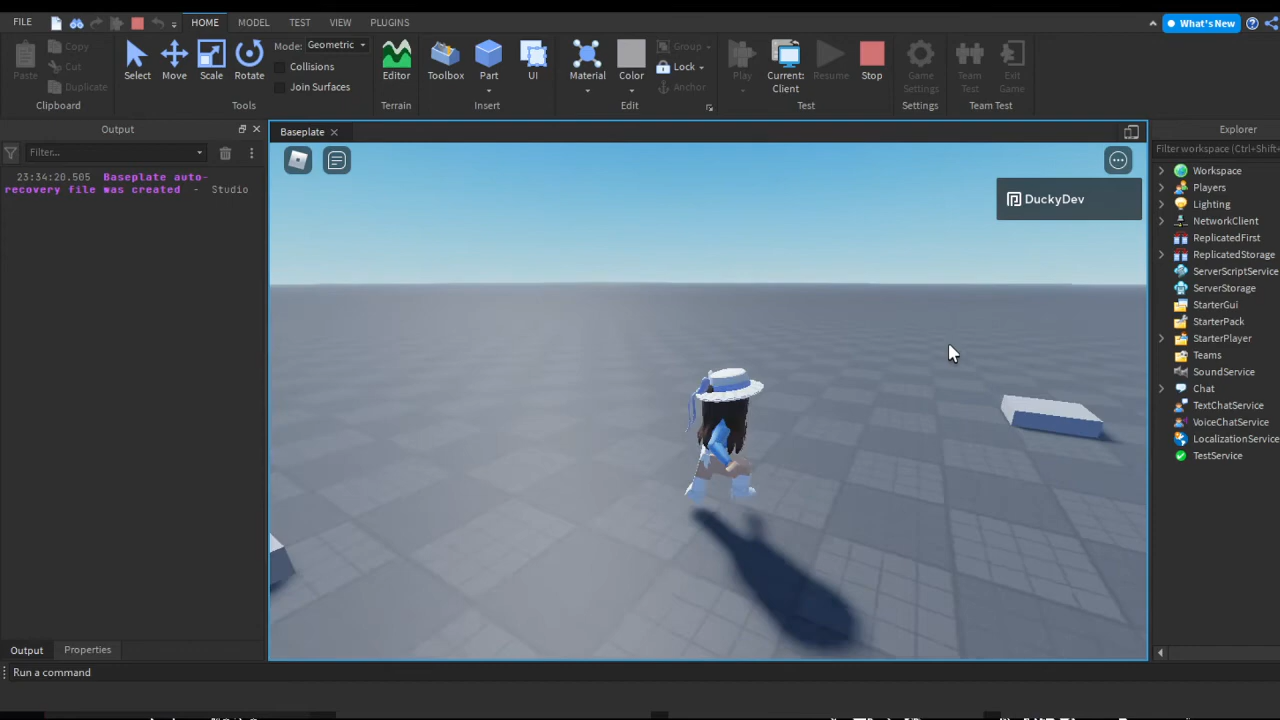 FILE HOME MODEL TEST VIEW PLUGINS What's New
Paste Copy Cut Duplicate Select Move Scale Rotate Mode: Geometric Collisions Join Surfaces Editor Toolbox Part UI Material Color Group Lock Anchor Play Current: Client Resume Stop Game Settings Team Test Exit Game
Clipboard Tools Terrain Insert Edit Test Settings Team Test
Output
Filter...
23:34:20.505 Baseplate auto-
recovery file was created - Studio
Baseplate
DuckyDev
Explorer
Filter workspace (Ctrl+Shift+
Workspace
Players
Lighting
NetworkClient
ReplicatedFirst
ReplicatedStorage
ServerScriptService
ServerStorage
StarterGui
StarterPack
StarterPlayer
Teams
SoundService
Chat
TextChatService
VoiceChatService
LocalizationService
TestService
Output Properties
Run a command